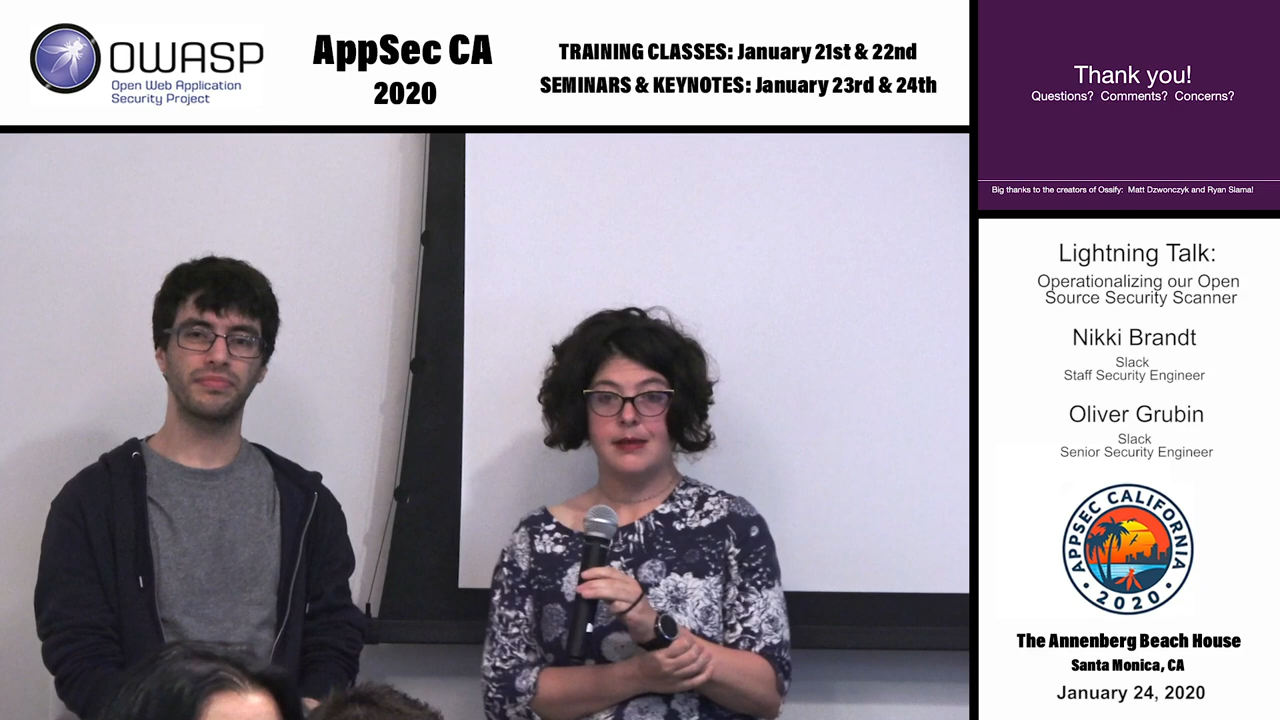 OWASP
Open Web Application
Security Project
AppSec CA
2020
TRAINING CLASSES: January 21st & 22nd
SEMINARS & KEYNOTES: January 23rd & 24th
Thank you!
Questions? Comments? Concerns?
Big thanks to the creators of Ossify: Matt Dzwonczyk and Ryan Slama!
Lightning Talk:
Operationalizing our Open
Source Security Scanner
Nikki Brandt
Slack
Staff Security Engineer
Oliver Grubin
Slack
Senior Security Engineer
APPSEC CALIFORNIA
• 2020 •
The Annenberg Beach House
Santa Monica, CA
January 24, 2020